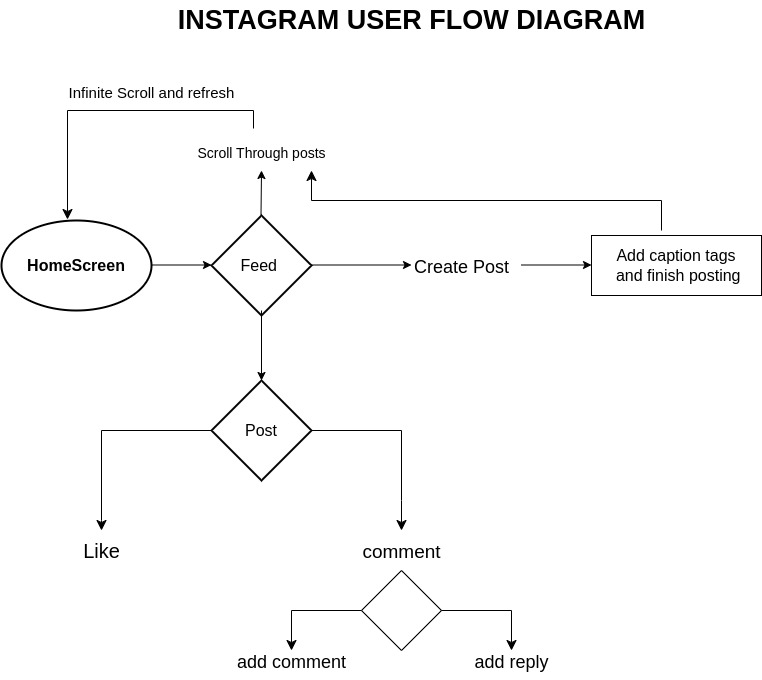 INSTAGRAM USER FLOW DIAGRAM
Infinite Scroll and refresh
Scroll Through posts
HomeScreen
Feed
Create Post
Add caption tags
and finish posting
Post
Like
comment
add comment
add reply